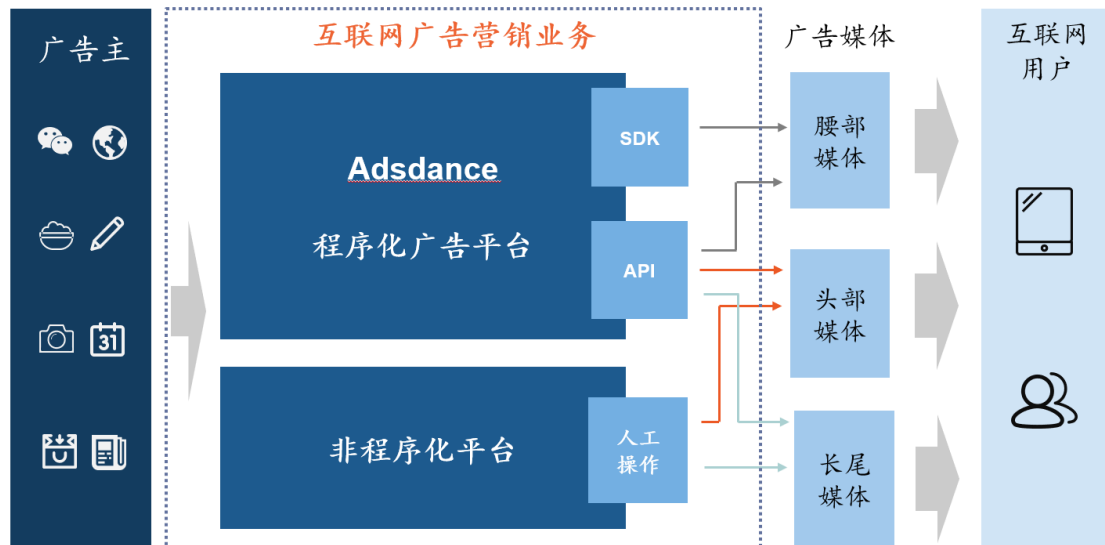 广告主
互联网广告营销业务
Adsdance
程序化广告平台
SDK
API
非程序化平台
人工
操作
广告媒体
腰部
媒体
头部
媒体
长尾
媒体
互联网
用户
31